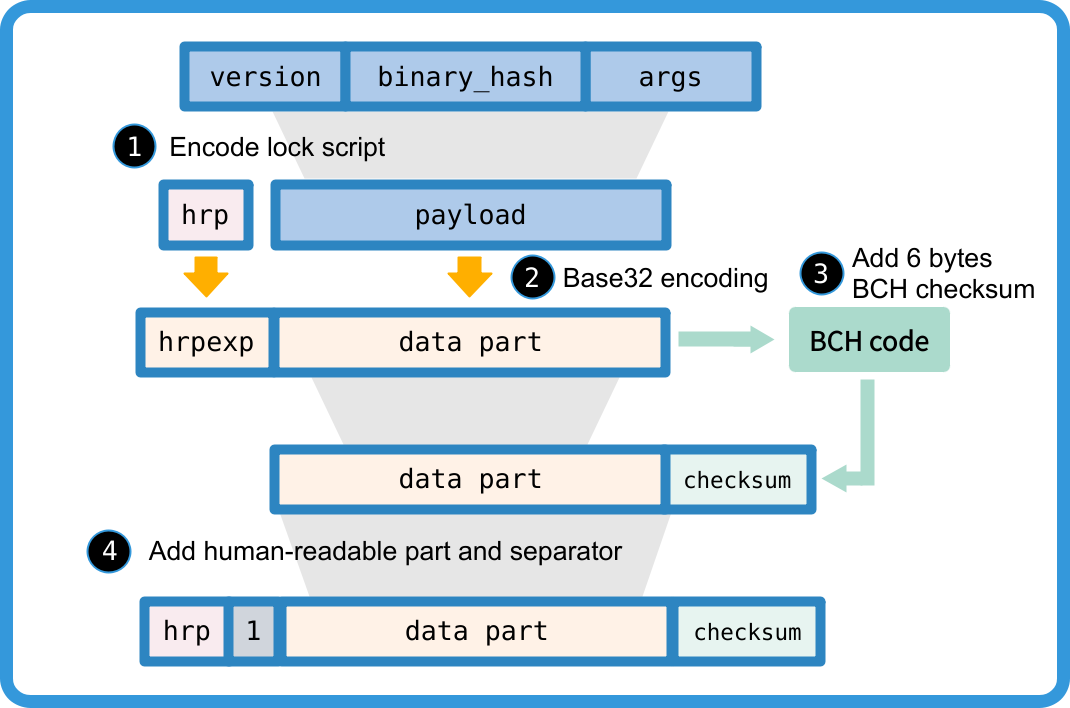 version binary_hash args
1 Encode lock script
hrp payload
2 Base32 encoding
3 Add 6 bytes
BCH checksum
hrpexp data part
BCH code
data part checksum
4 Add human-readable part and separator
hrp 1 data part checksum